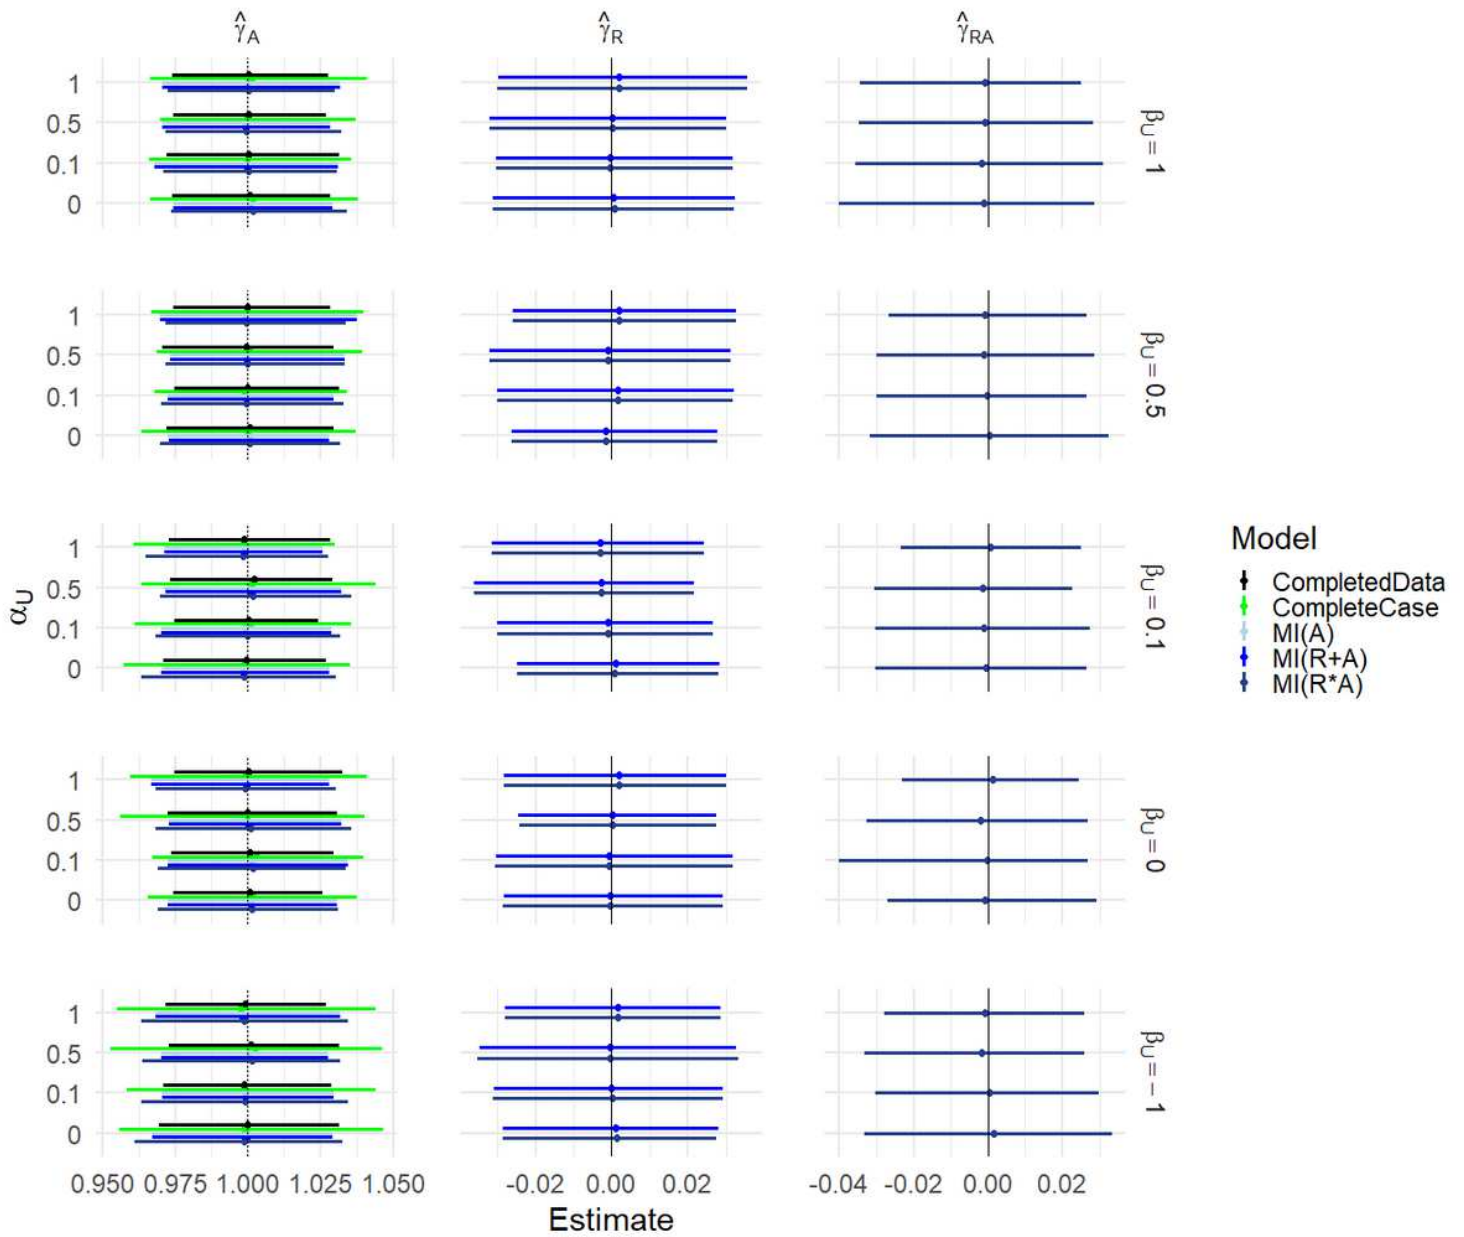 γ̂A γ̂R γ̂RA
1
0.5
0.1
0
βU = 1
1
0.5
0.1
0
βU = 0.5
αU
1
0.5
0.1
0
βU = 0.1
Model
CompletedData
CompleteCase
MI(A)
MI(R+A)
MI(R*A)
1
0.5
0.1
0
βU = 0
1
0.5
0.1
0
βU = −1
0.950 0.975 1.000 1.025 1.050 -0.02 0.00 0.02 -0.04 -0.02 0.00 0.02
Estimate